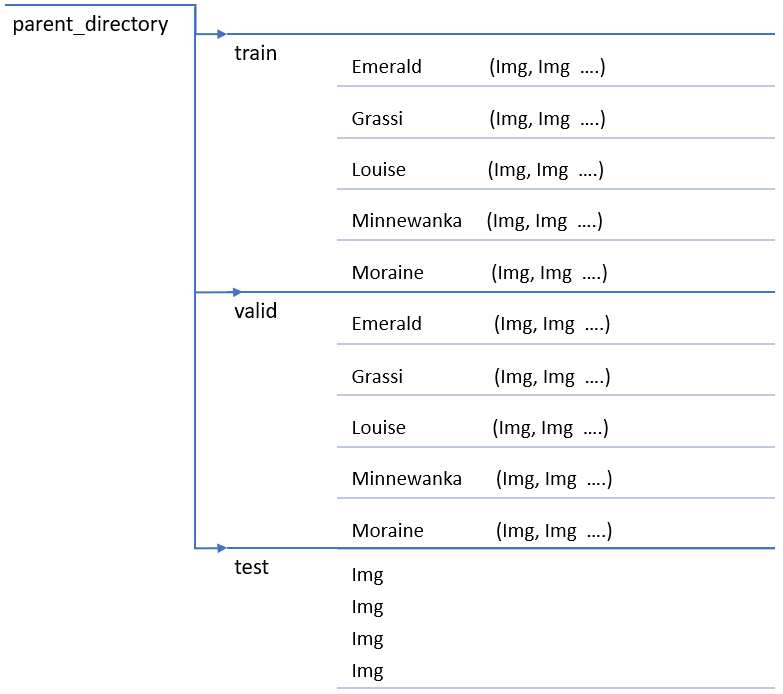 parent_directory
train
Emerald (Img, Img ....)
Grassi (Img, Img ....)
Louise (Img, Img ....)
Minnewanka (Img, Img ....)
Moraine (Img, Img ....)
valid
Emerald (Img, Img ....)
Grassi (Img, Img ....)
Louise (Img, Img ....)
Minnewanka (Img, Img ....)
Moraine (Img, Img ....)
test
Img
Img
Img
Img